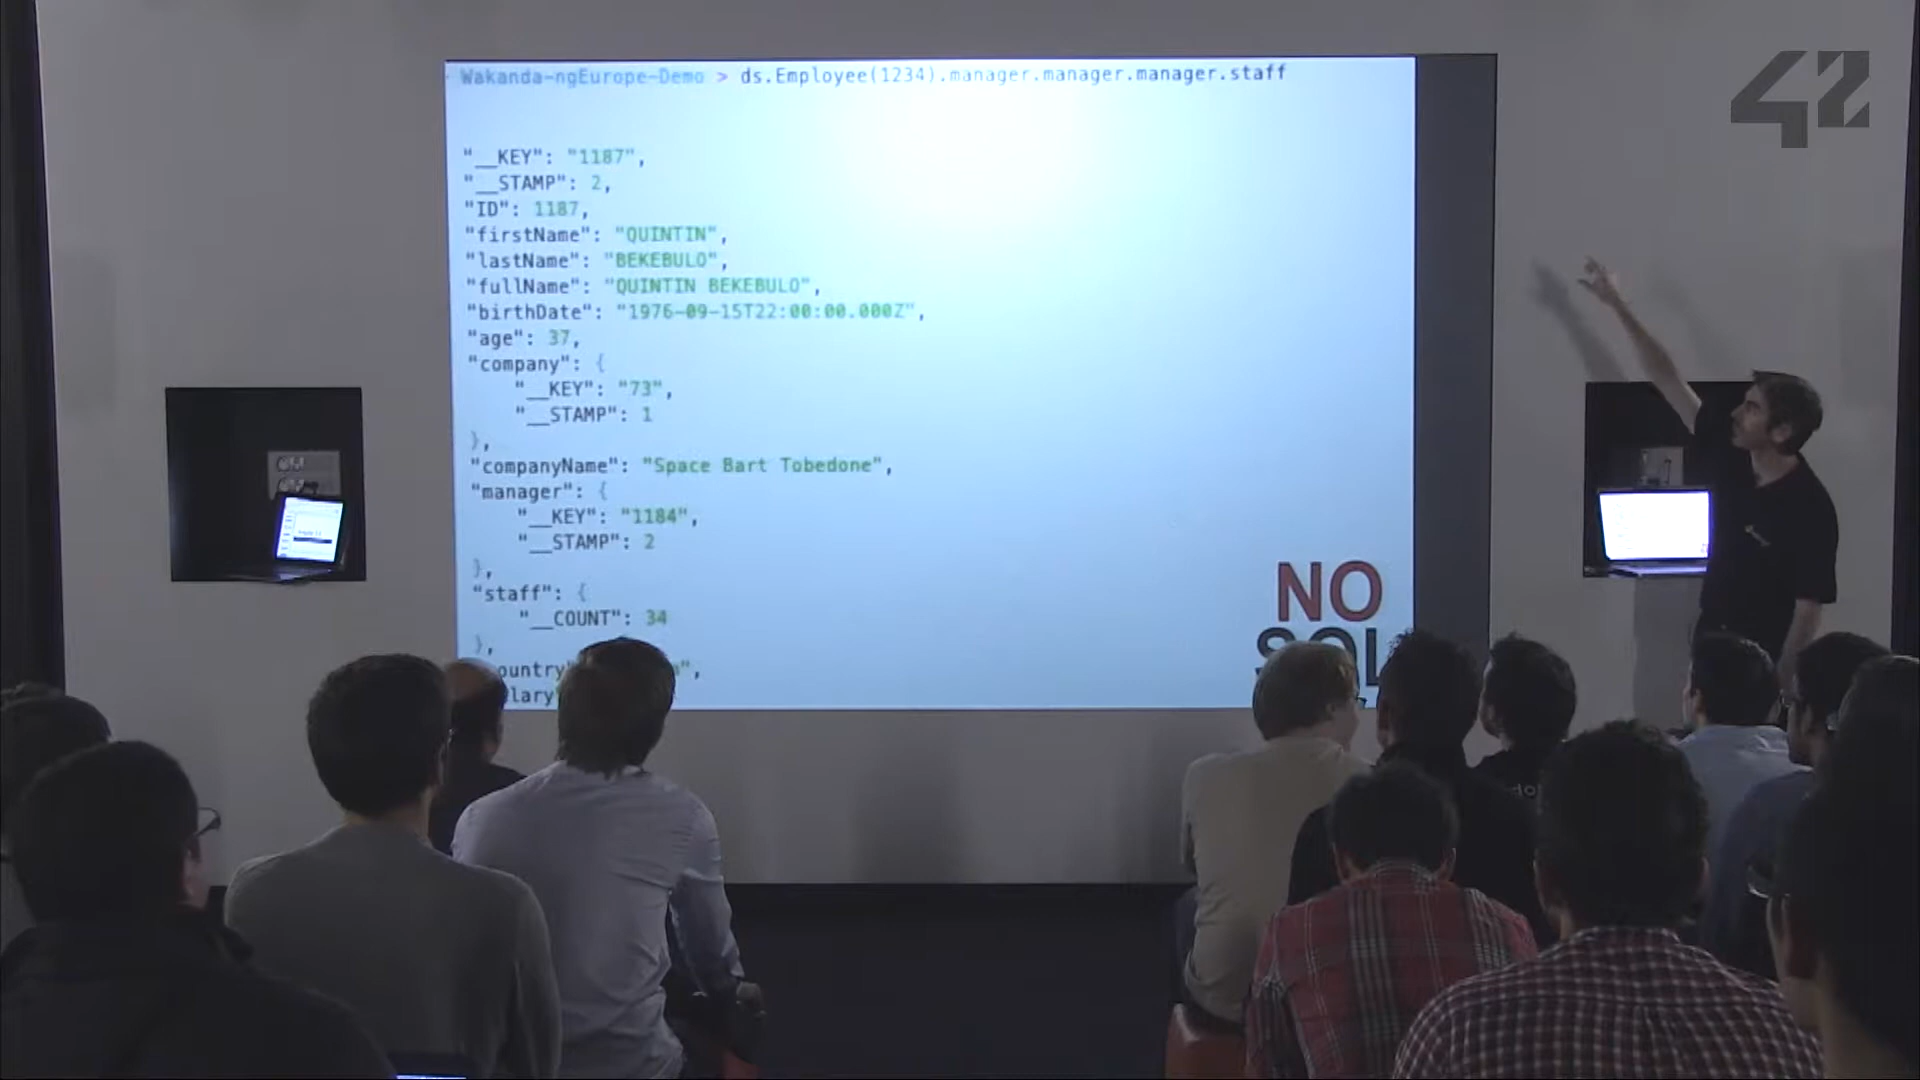 42
Wakanda-ngEurope-Demo > ds.Employee(1234).manager.manager.manager.staff
"__KEY": "1187",
"__STAMP": 2,
"ID": 1187,
"firstName": "QUINTIN",
"lastName": "BEKEBULO",
"fullName": "QUINTIN BEKEBULO",
"birthDate": "1976-09-15T22:00:00.000Z",
"age": 37,
"company": {
"__KEY": "73",
"__STAMP": 1
},
"companyName": "Space Bart Tobedone",
"manager": {
"__KEY": "1184",
"__STAMP": 2
},
"staff": {
"__COUNT": 34
},
NO
SQL